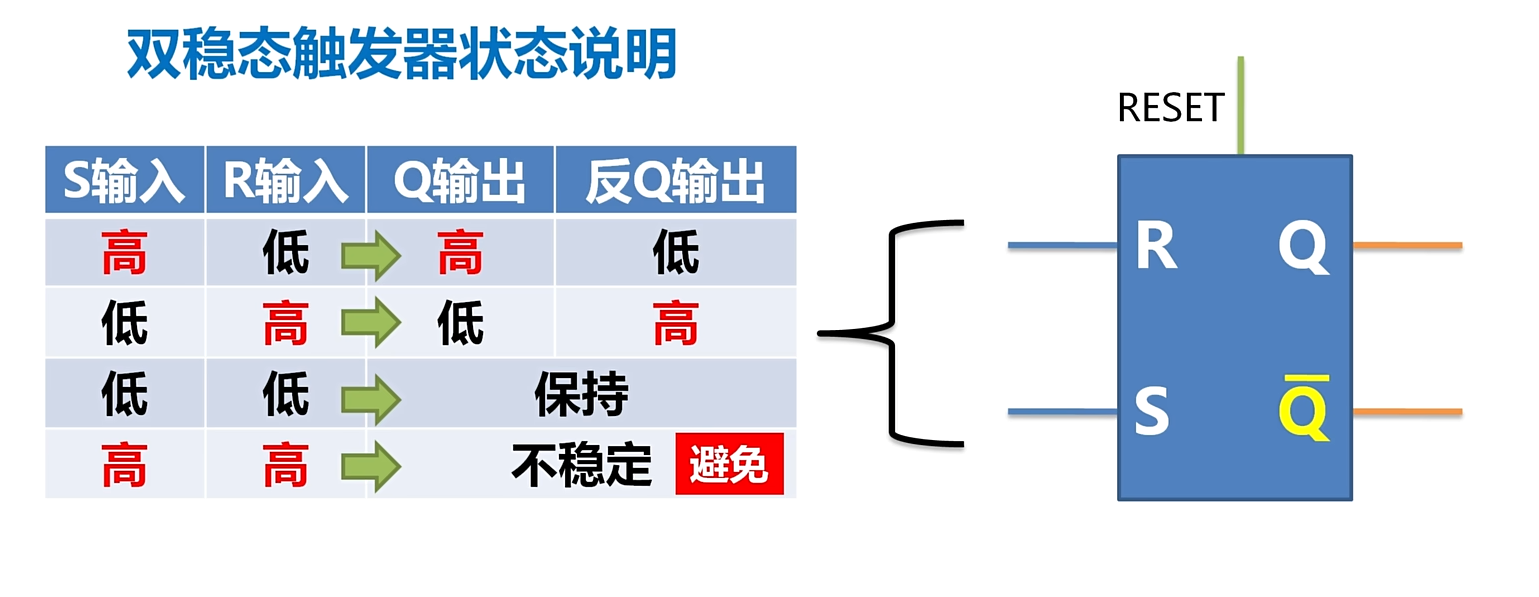 双稳态触发器状态说明
RESET
S输入 R输入 Q输出 反Q输出
高 低 高 低
低 高 低 高
低 低 保持
高 高 不稳定 避免
R Q
S Q̅